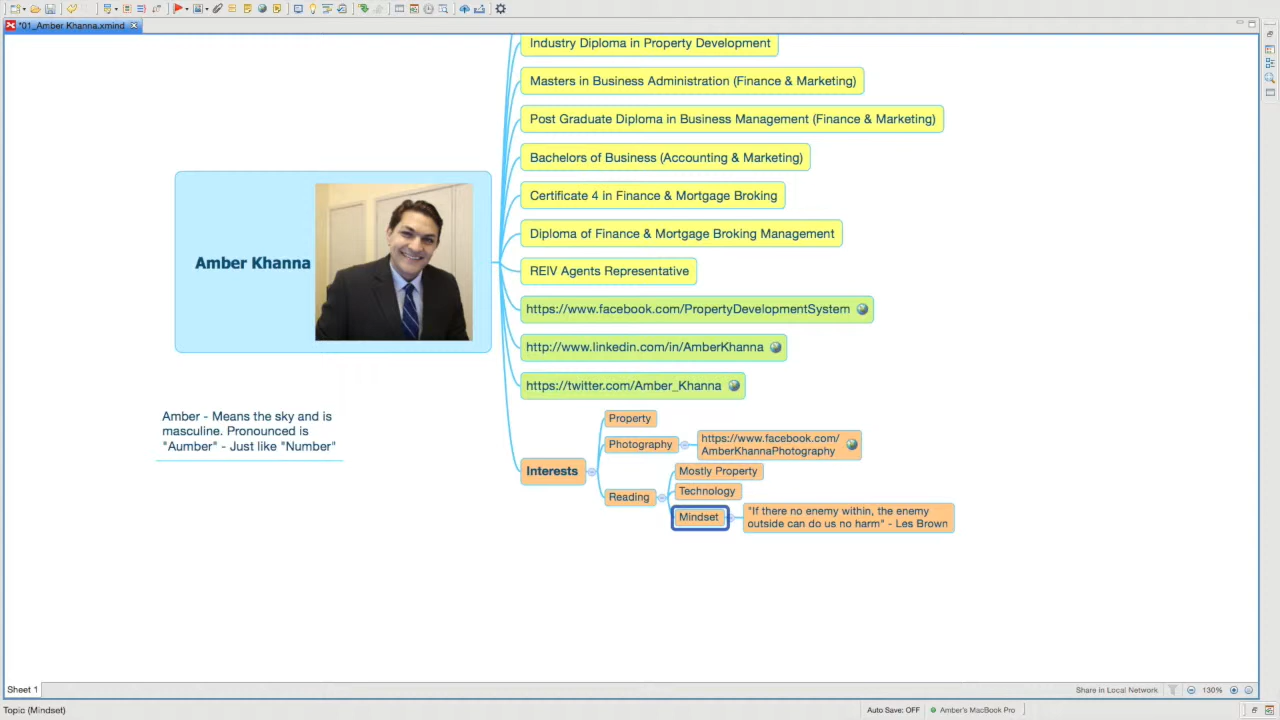 *01_Amber Khanna.xmind
Industry Diploma in Property Development
Masters in Business Administration (Finance & Marketing)
Post Graduate Diploma in Business Management (Finance & Marketing)
Bachelors of Business (Accounting & Marketing)
Certificate 4 in Finance & Mortgage Broking
Diploma of Finance & Mortgage Broking Management
Amber Khanna
REIV Agents Representative
https://www.facebook.com/PropertyDevelopmentSystem
http://www.linkedin.com/in/AmberKhanna
https://twitter.com/Amber_Khanna
Amber - Means the sky and is
masculine. Pronounced is
"Aumber" - Just like "Number"
Interests
Property
Photography
https://www.facebook.com/
AmberKhannaPhotography
Reading
Mostly Property
Technology
Mindset
"If there no enemy within, the enemy
outside can do us no harm" - Les Brown
Sheet 1
Share in Local Network
130%
Topic (Mindset)
Auto Save: OFF
Amber's MacBook Pro